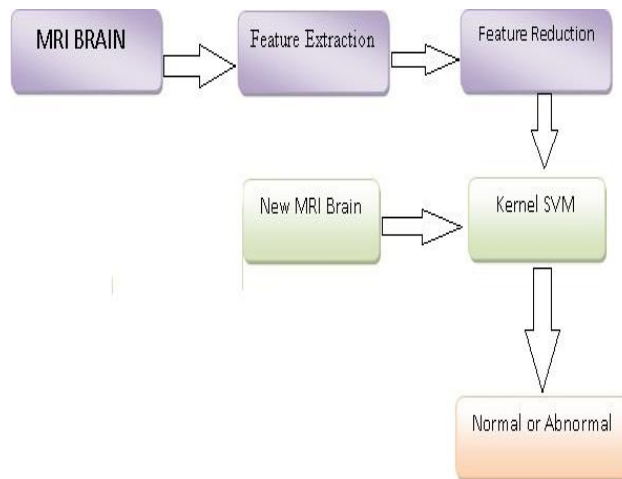 MRI BRAIN
Feature Extraction
Feature Reduction
New MRI Brain
Kernel SVM
Normal or Abnormal